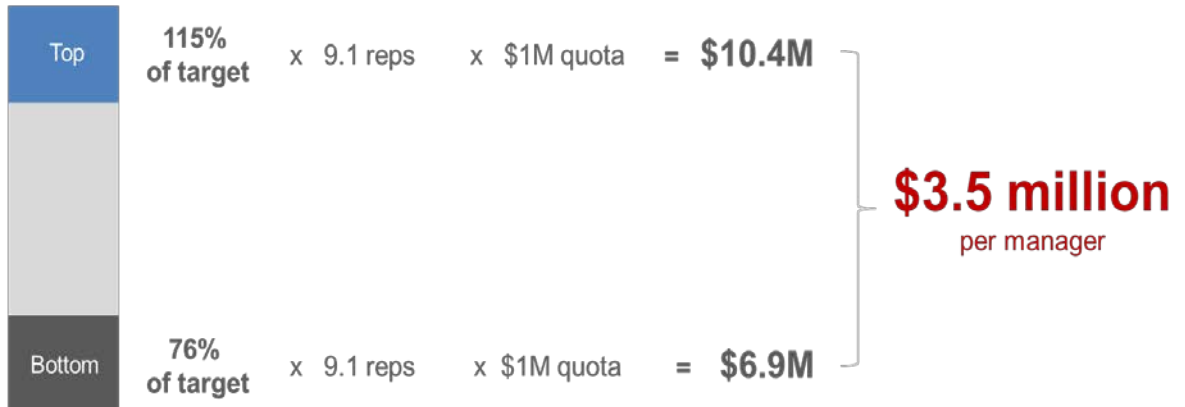 Top
115%
of target
x 9.1 reps x $1M quota = $10.4M
$3.5 million
per manager
Bottom
76%
of target
x 9.1 reps x $1M quota = $6.9M